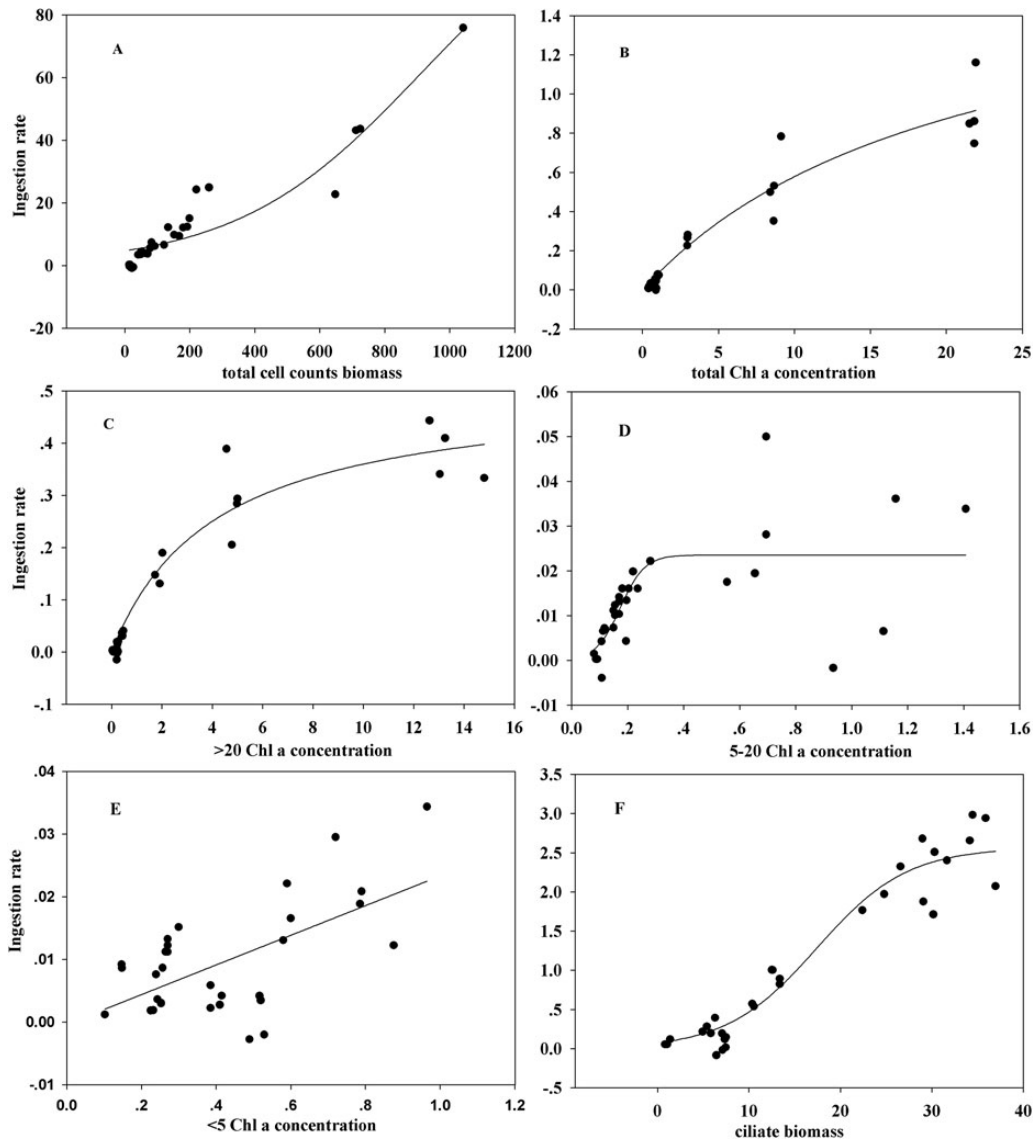 80
60
40
20
0
-20
A
Ingestion rate
0 200 400 600 800 1000 1200
total cell counts biomass
1.4
1.2
1.0
.8
.6
.4
.2
0.0
-.2
B
0 5 10 15 20 25
total Chl a concentration
.5
.4
.3
.2
.1
0.0
-.1
C
Ingestion rate
0 2 4 6 8 10 12 14 16
>20 Chl a concentration
0.06
0.05
0.04
0.03
0.02
0.01
0.00
-.01
D
0.0 .2 .4 .6 .8 1.0 1.2 1.4 1.6
5-20 Chl a concentration
.04
.03
.02
.01
0.00
-.01
E
Ingestion rate
0.0 .2 .4 .6 .8 1.0 1.2
<5 Chl a concentration
3.5
3.0
2.5
2.0
1.5
1.0
.5
0.0
-.5
F
0 10 20 30 40
ciliate biomass